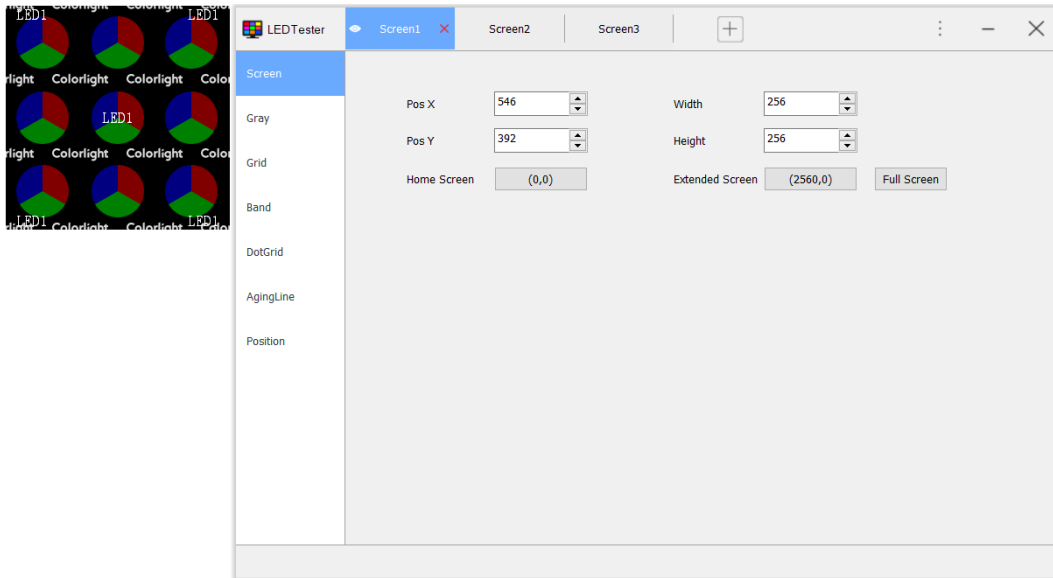 LED1 LED1
Colorlight Colorlight
LED1
Colorlight Colorlight
LED1 Colorlight Colorlight LED1
LEDTester Screen1 Screen2 Screen3
Screen
Gray
Grid
Band
DotGrid
AgingLine
Position
Pos X 546 Width 256
Pos Y 392 Height 256
Home Screen (0,0) Extended Screen (2560,0) Full Screen